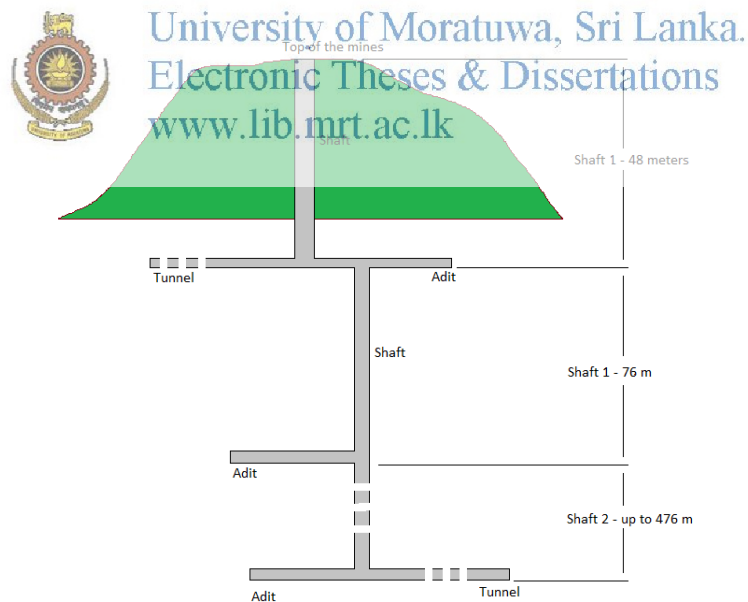 University of Moratuwa, Sri Lanka.
Top of the mines
Electronic Theses & Dissertations
www.lib.mrt.ac.lk
Shaft
Shaft 1 - 48 meters
Tunnel
Adit
Shaft
Shaft 1 - 76 m
Adit
Shaft 2 - up to 476 m
Adit
Tunnel